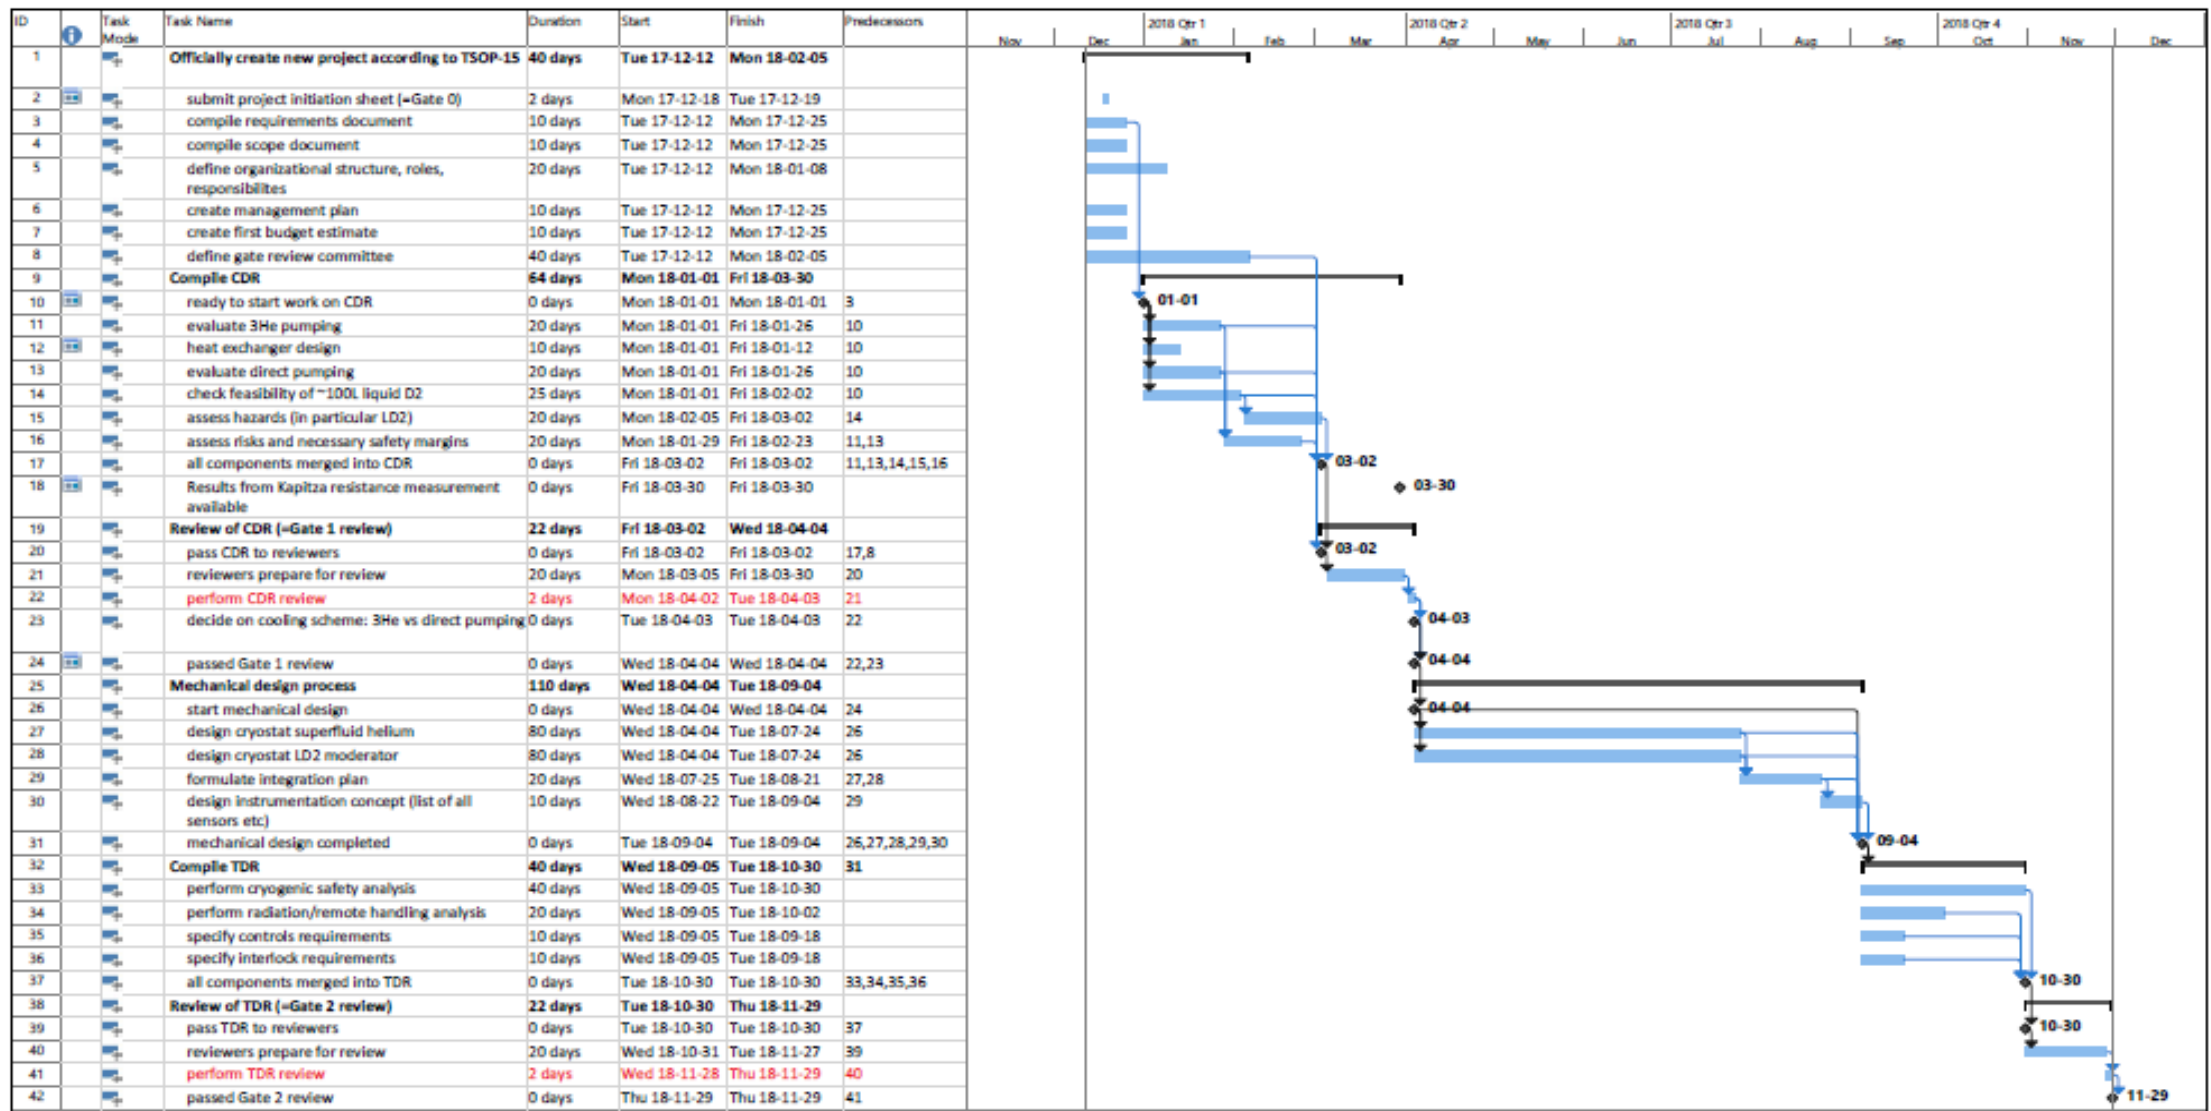 ID Task Mode Task Name Duration Start Finish Predecessors
2018 Qtr 1 2018 Qtr 2 2018 Qtr 3 2018 Qtr 4
Nov Dec Jan Feb Mar Apr May Jun Jul Aug Sep Oct Nov Dec
1 Officially create new project according to TSOP-15 40 days Tue 17-12-12 Mon 18-02-05
2 submit project initiation sheet (=Gate 0) 2 days Mon 17-12-18 Tue 17-12-19
3 compile requirements document 10 days Tue 17-12-12 Mon 17-12-25
4 compile scope document 10 days Tue 17-12-12 Mon 17-12-25
5 define organizational structure, roles, 20 days Tue 17-12-12 Mon 18-01-08
responsibilites
6 create management plan 10 days Tue 17-12-12 Mon 17-12-25
7 create first budget estimate 10 days Tue 17-12-12 Mon 17-12-25
8 define gate review committee 40 days Tue 17-12-12 Mon 18-02-05
9 Compile CDR 64 days Mon 18-01-01 Fri 18-03-30
10 ready to start work on CDR 0 days Mon 18-01-01 Mon 18-01-01 3 01-01
11 evaluate 3He pumping 20 days Mon 18-01-01 Fri 18-01-26 10
12 heat exchanger design 10 days Mon 18-01-01 Fri 18-01-12 10
13 evaluate direct pumping 20 days Mon 18-01-01 Fri 18-01-26 10
14 check feasibility of ~100L liquid D2 25 days Mon 18-01-01 Fri 18-02-02 10
15 assess hazards (in particular LD2) 20 days Mon 18-02-05 Fri 18-03-02 14
16 assess risks and necessary safety margins 20 days Mon 18-01-29 Fri 18-02-23 11,13
17 all components merged into CDR 0 days Fri 18-03-02 Fri 18-03-02 11,13,14,15,16 03-02
18 Results from Kapitza resistance measurement 0 days Fri 18-03-30 Fri 18-03-30 03-30
available
19 Review of CDR (=Gate 1 review) 22 days Fri 18-03-02 Wed 18-04-04
20 pass CDR to reviewers 0 days Fri 18-03-02 Fri 18-03-02 17,8 03-02
21 reviewers prepare for review 20 days Mon 18-03-05 Fri 18-03-30 20
22 perform CDR review 2 days Mon 18-04-02 Tue 18-04-03 21
23 decide on cooling scheme: 3He vs direct pumping 0 days Tue 18-04-03 Tue 18-04-03 22 04-03
24 passed Gate 1 review 0 days Wed 18-04-04 Wed 18-04-04 22,23 04-04
25 Mechanical design process 110 days Wed 18-04-04 Tue 18-09-04
26 start mechanical design 0 days Wed 18-04-04 Wed 18-04-04 24 04-04
27 design cryostat superfluid helium 80 days Wed 18-04-04 Tue 18-07-24 26
28 design cryostat LD2 moderator 80 days Wed 18-04-04 Tue 18-07-24 26
29 formulate integration plan 20 days Wed 18-07-25 Tue 18-08-21 27,28
30 design instrumentation concept (list of all 10 days Wed 18-08-22 Tue 18-09-04 29
sensors etc)
31 mechanical design completed 0 days Tue 18-09-04 Tue 18-09-04 26,27,28,29,30 09-04
32 Compile TDR 40 days Wed 18-09-05 Tue 18-10-30 31
33 perform cryogenic safety analysis 40 days Wed 18-09-05 Tue 18-10-30
34 perform radiation/remote handling analysis 20 days Wed 18-09-05 Tue 18-10-02
35 specify controls requirements 10 days Wed 18-09-05 Tue 18-09-18
36 specify interlock requirements 10 days Wed 18-09-05 Tue 18-09-18
37 all components merged into TDR 0 days Tue 18-10-30 Tue 18-10-30 33,34,35,36 10-30
38 Review of TDR (=Gate 2 review) 22 days Tue 18-10-30 Thu 18-11-29
39 pass TDR to reviewers 0 days Tue 18-10-30 Tue 18-10-30 37 10-30
40 reviewers prepare for review 20 days Wed 18-10-31 Tue 18-11-27 39
41 perform TDR review 2 days Wed 18-11-28 Thu 18-11-29 40
42 passed Gate 2 review 0 days Thu 18-11-29 Thu 18-11-29 41 11-29